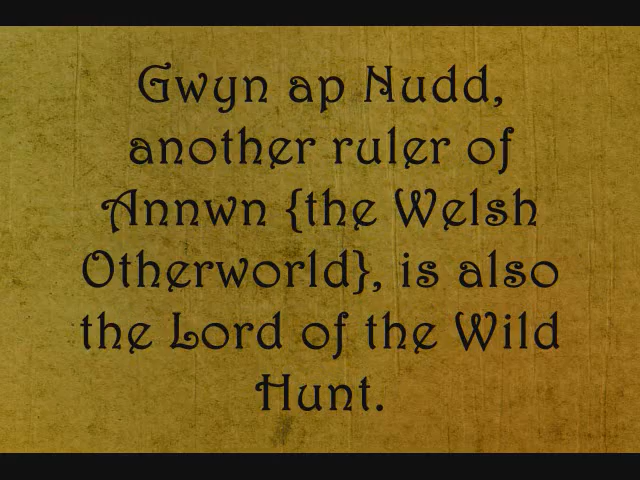 Gwyn ap Nudd,
another ruler of
Annwn {the Welsh
Otherworld}, is also
the Lord of the Wild
Hunt.